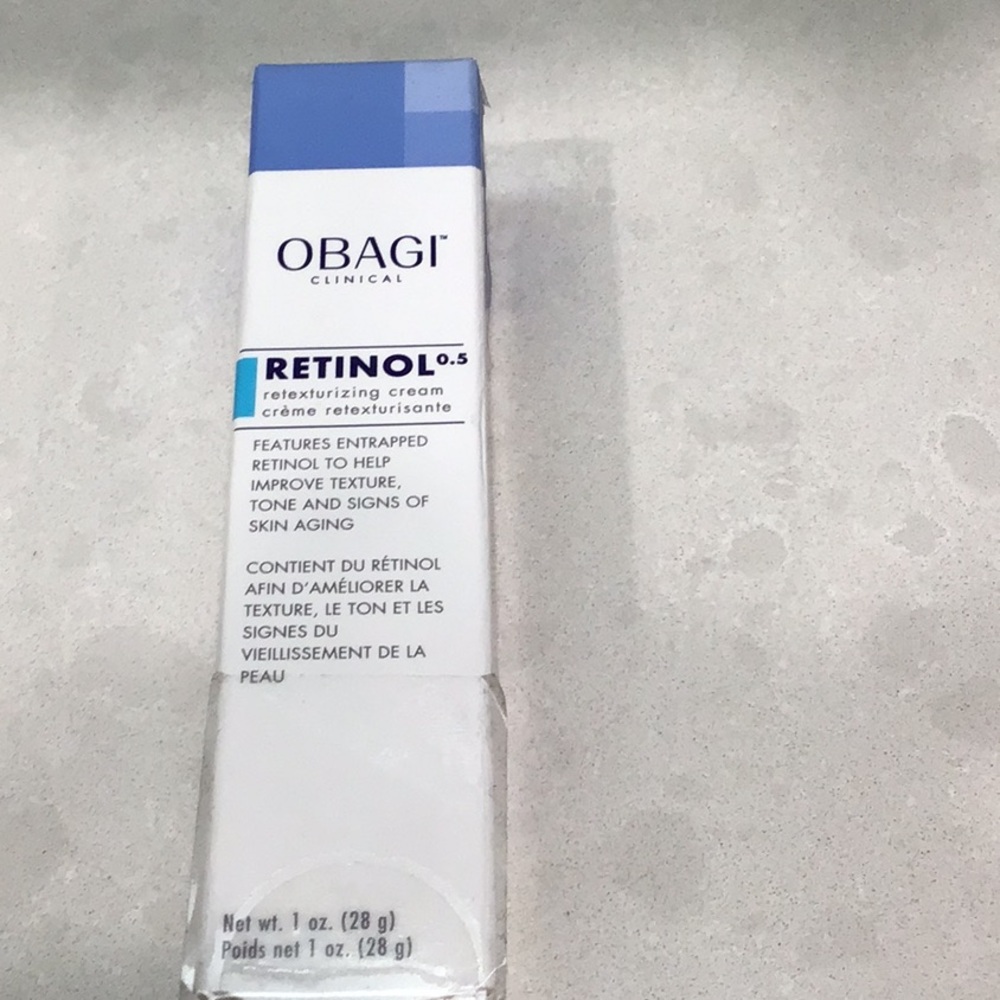 OBAGI™
CLINICAL
RETINOL0.5
retexturizing cream
crème retexturisante
FEATURES ENTRAPPED
RETINOL TO HELP
IMPROVE TEXTURE,
TONE AND SIGNS OF
SKIN AGING
CONTIENT DU RÉTINOL
AFIN D'AMÉLIORER LA
TEXTURE, LE TON ET LES
SIGNES DU
VIEILLISSEMENT DE LA
PEAU
Net wt. 1 oz. (28 g)
Poids net 1 oz. (28 g)